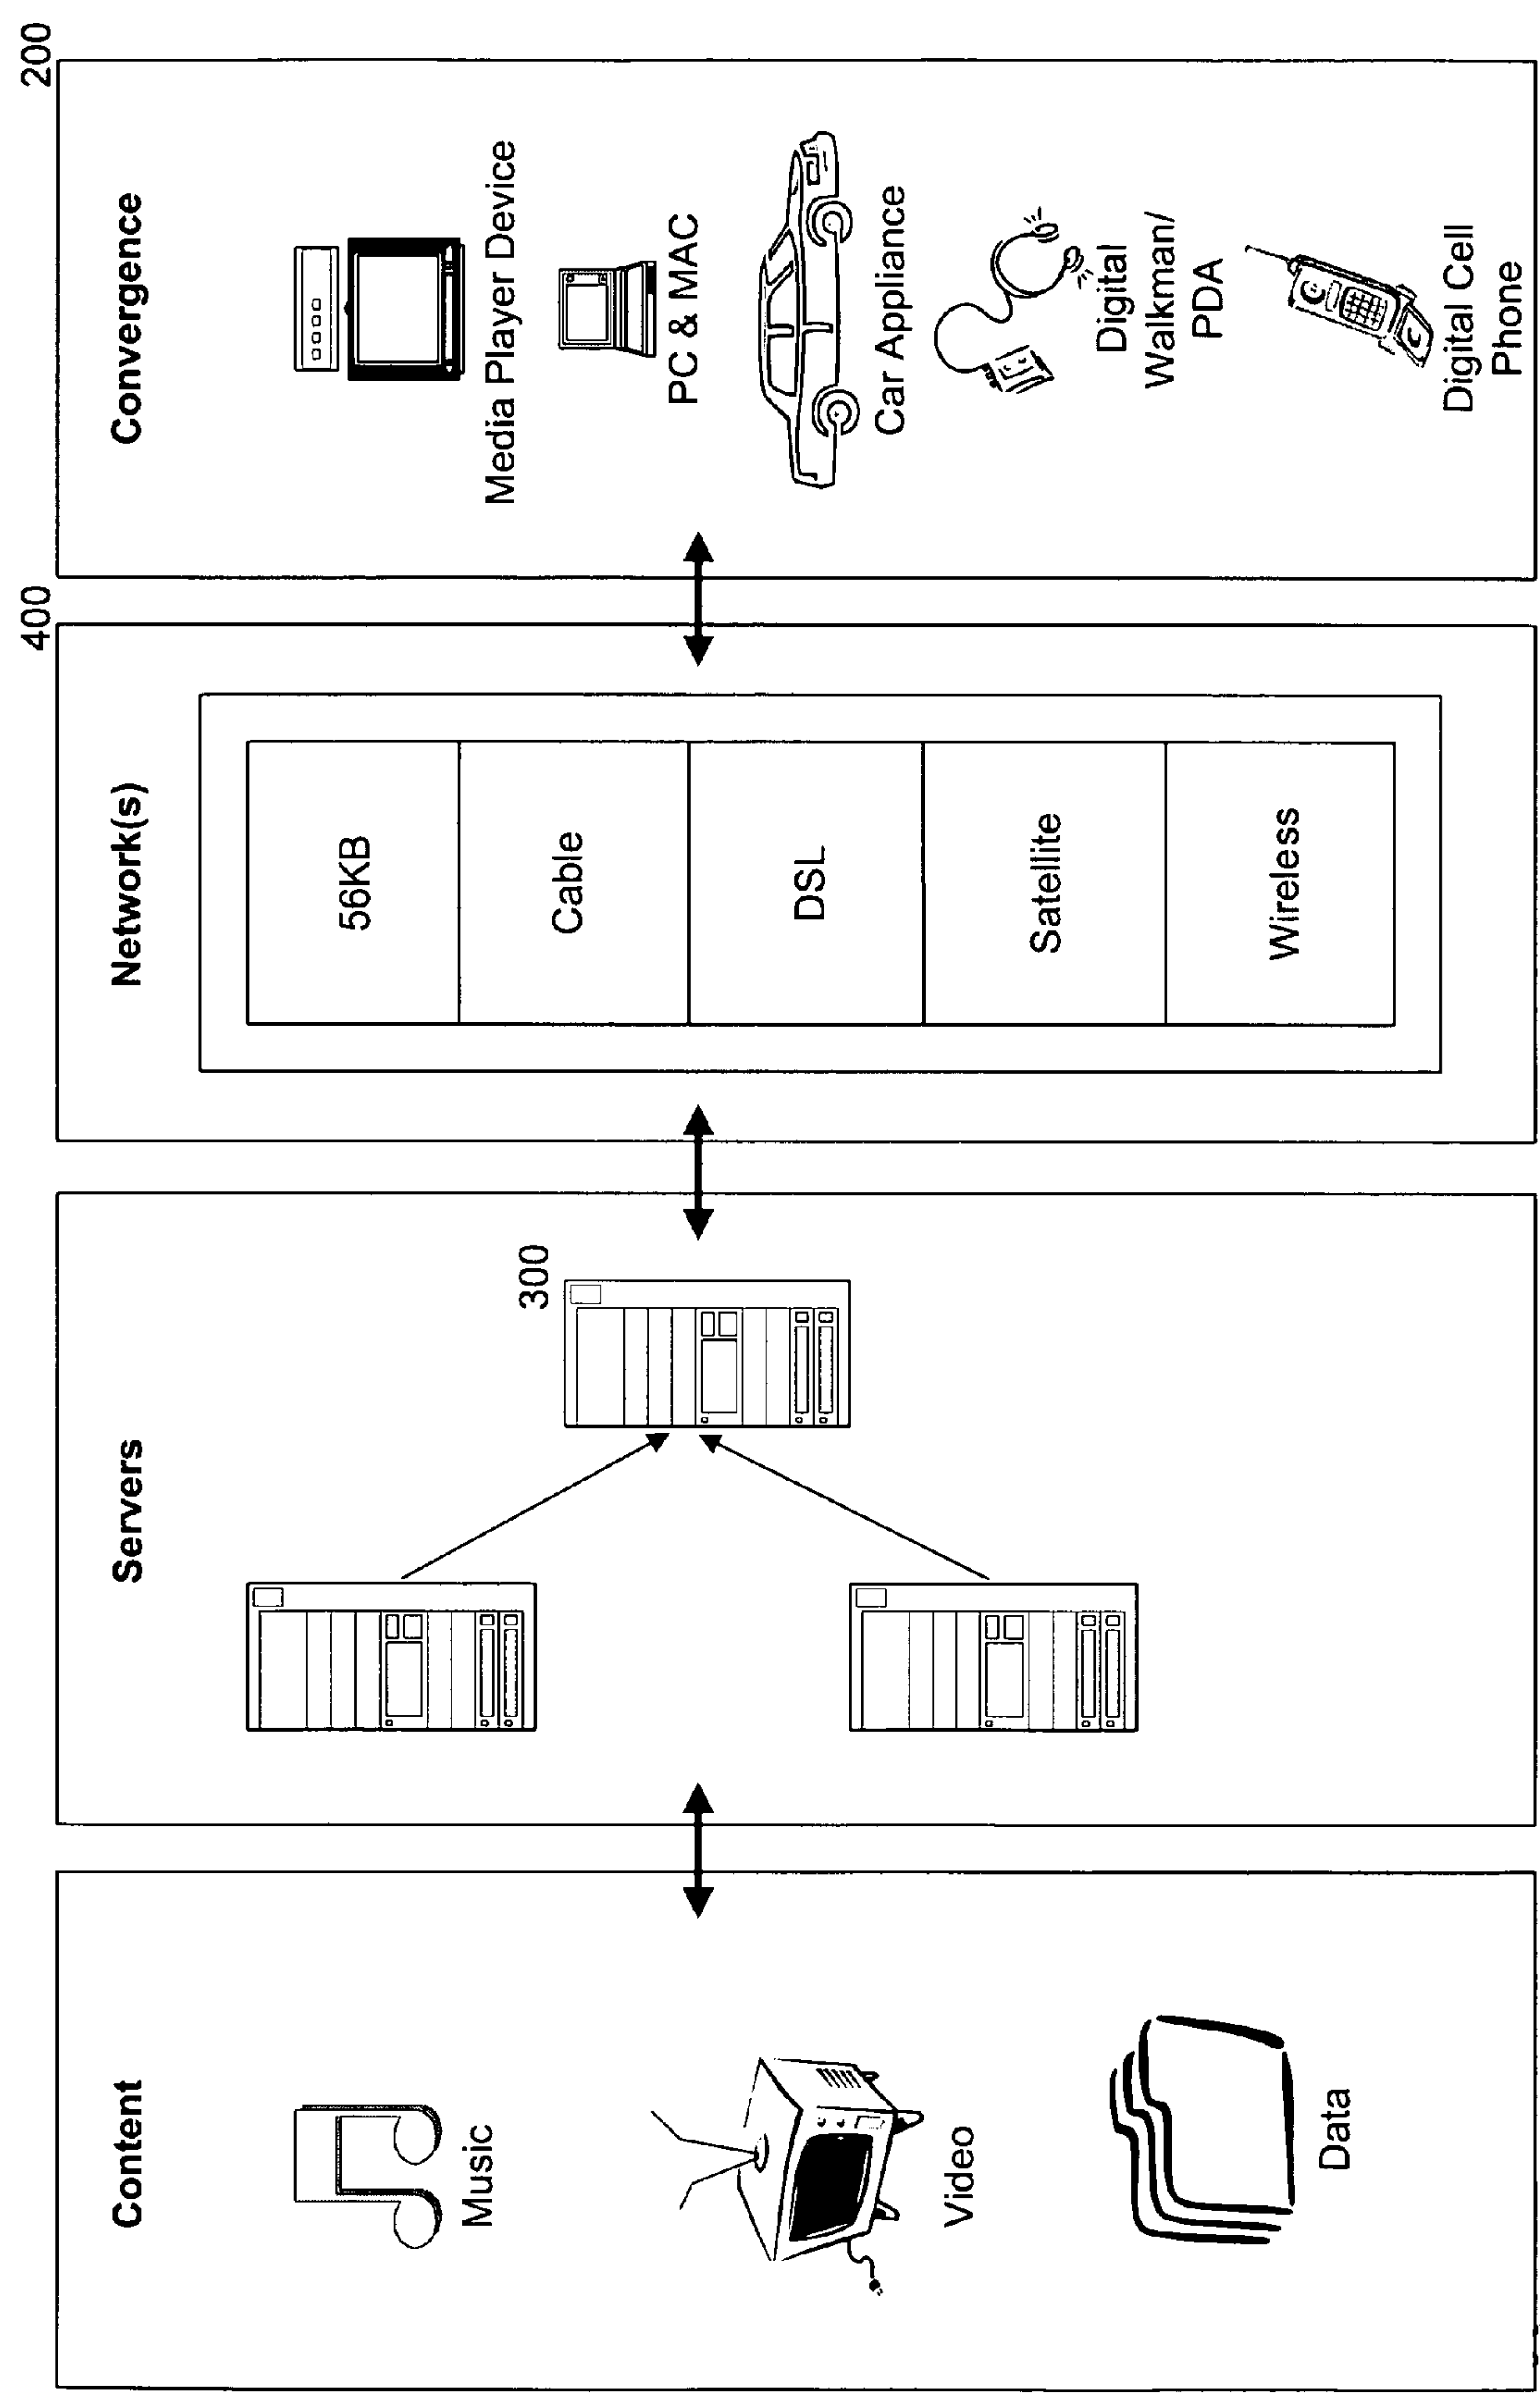 Content
Music
Video
Data
Servers
300
400
Network(s)
56KB
Cable
DSL
Satellite
Wireless
200
Convergence
Media Player Device
PC & MAC
Car Appliance
Digital
Walkman/
PDA
Digital Cell
Phone